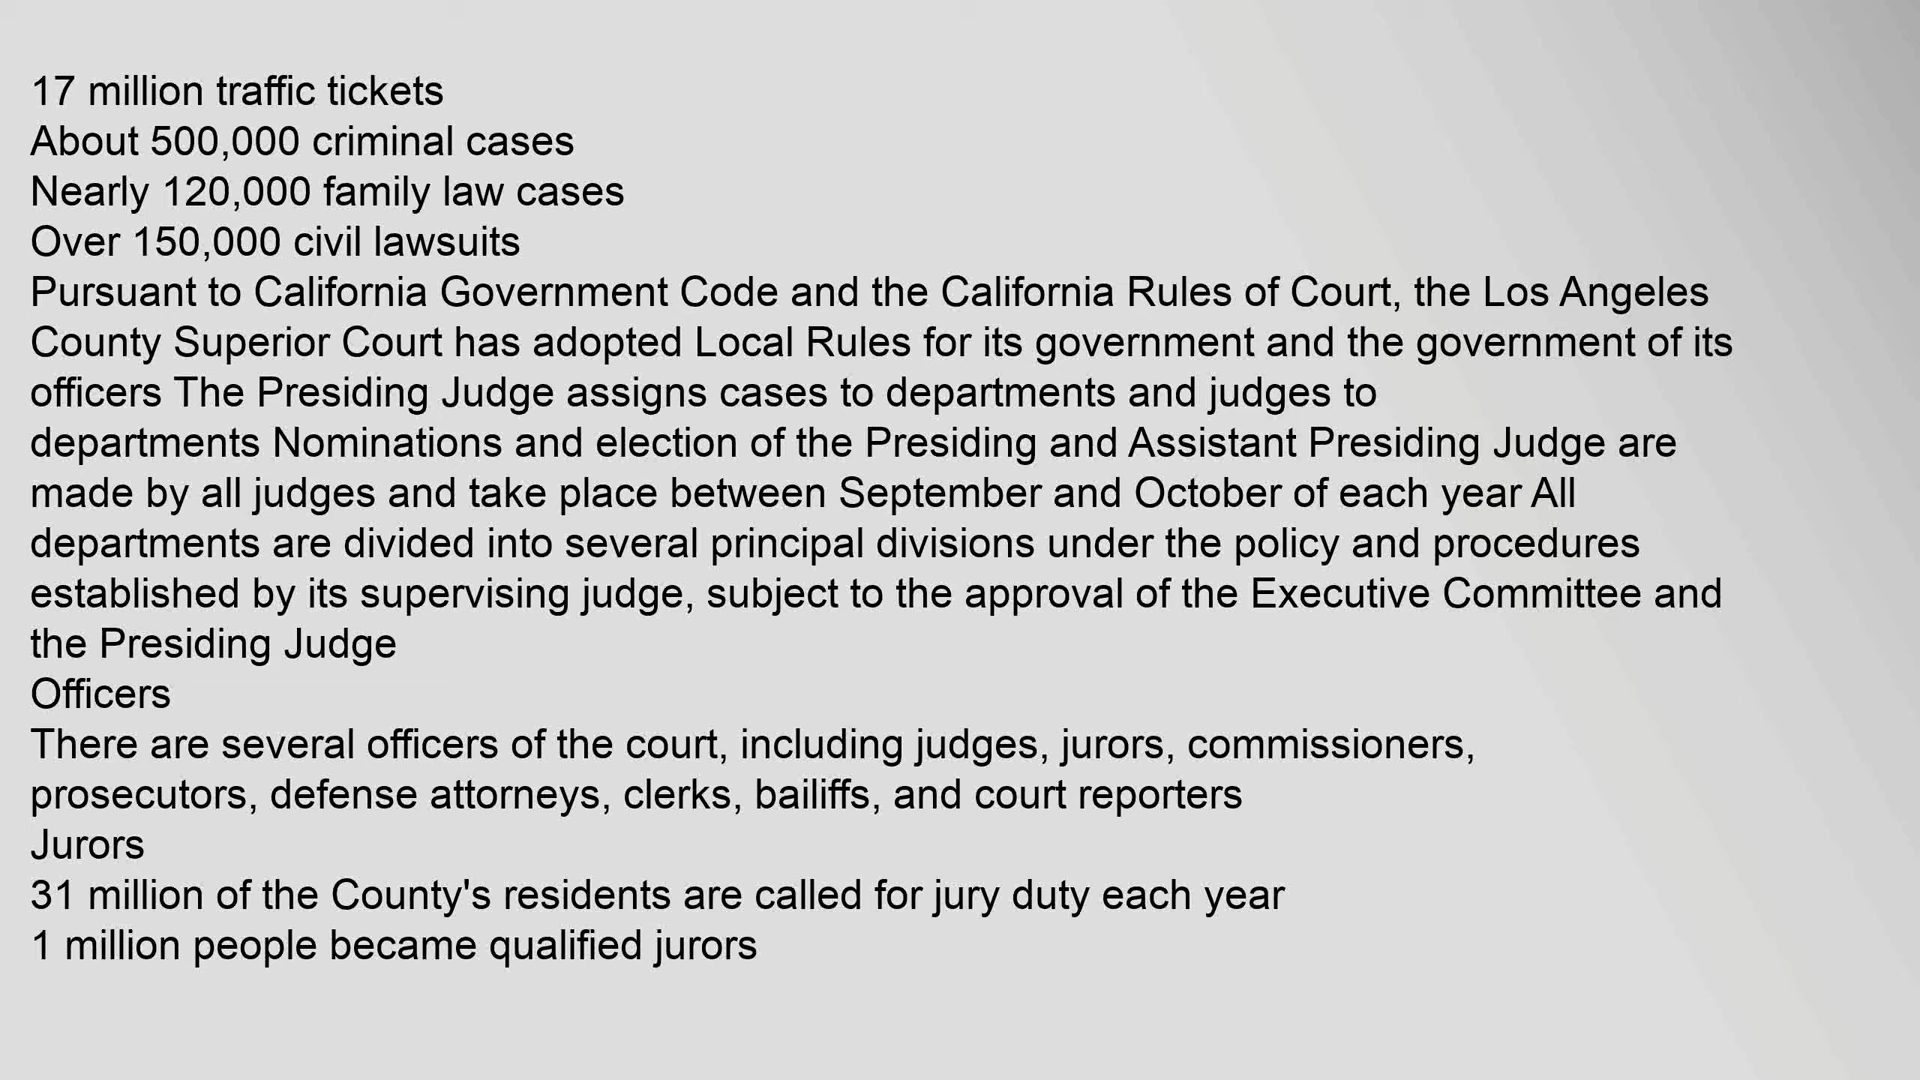 17 million traffic tickets
About 500,000 criminal cases
Nearly 120,000 family law cases
Over 150,000 civil lawsuits
Pursuant to California Government Code and the California Rules of Court, the Los Angeles
County Superior Court has adopted Local Rules for its government and the government of its
officers The Presiding Judge assigns cases to departments and judges to
departments Nominations and election of the Presiding and Assistant Presiding Judge are
made by all judges and take place between September and October of each year All
departments are divided into several principal divisions under the policy and procedures
established by its supervising judge, subject to the approval of the Executive Committee and
the Presiding Judge
Officers
There are several officers of the court, including judges, jurors, commissioners,
prosecutors, defense attorneys, clerks, bailiffs, and court reporters
Jurors
31 million of the County's residents are called for jury duty each year
1 million people became qualified jurors